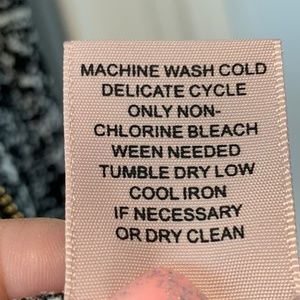 MACHINE WASH COLD
DELICATE CYCLE
ONLY NON-
CHLORINE BLEACH
WEEN NEEDED
TUMBLE DRY LOW
COOL IRON
IF NECESSARY
OR DRY CLEAN